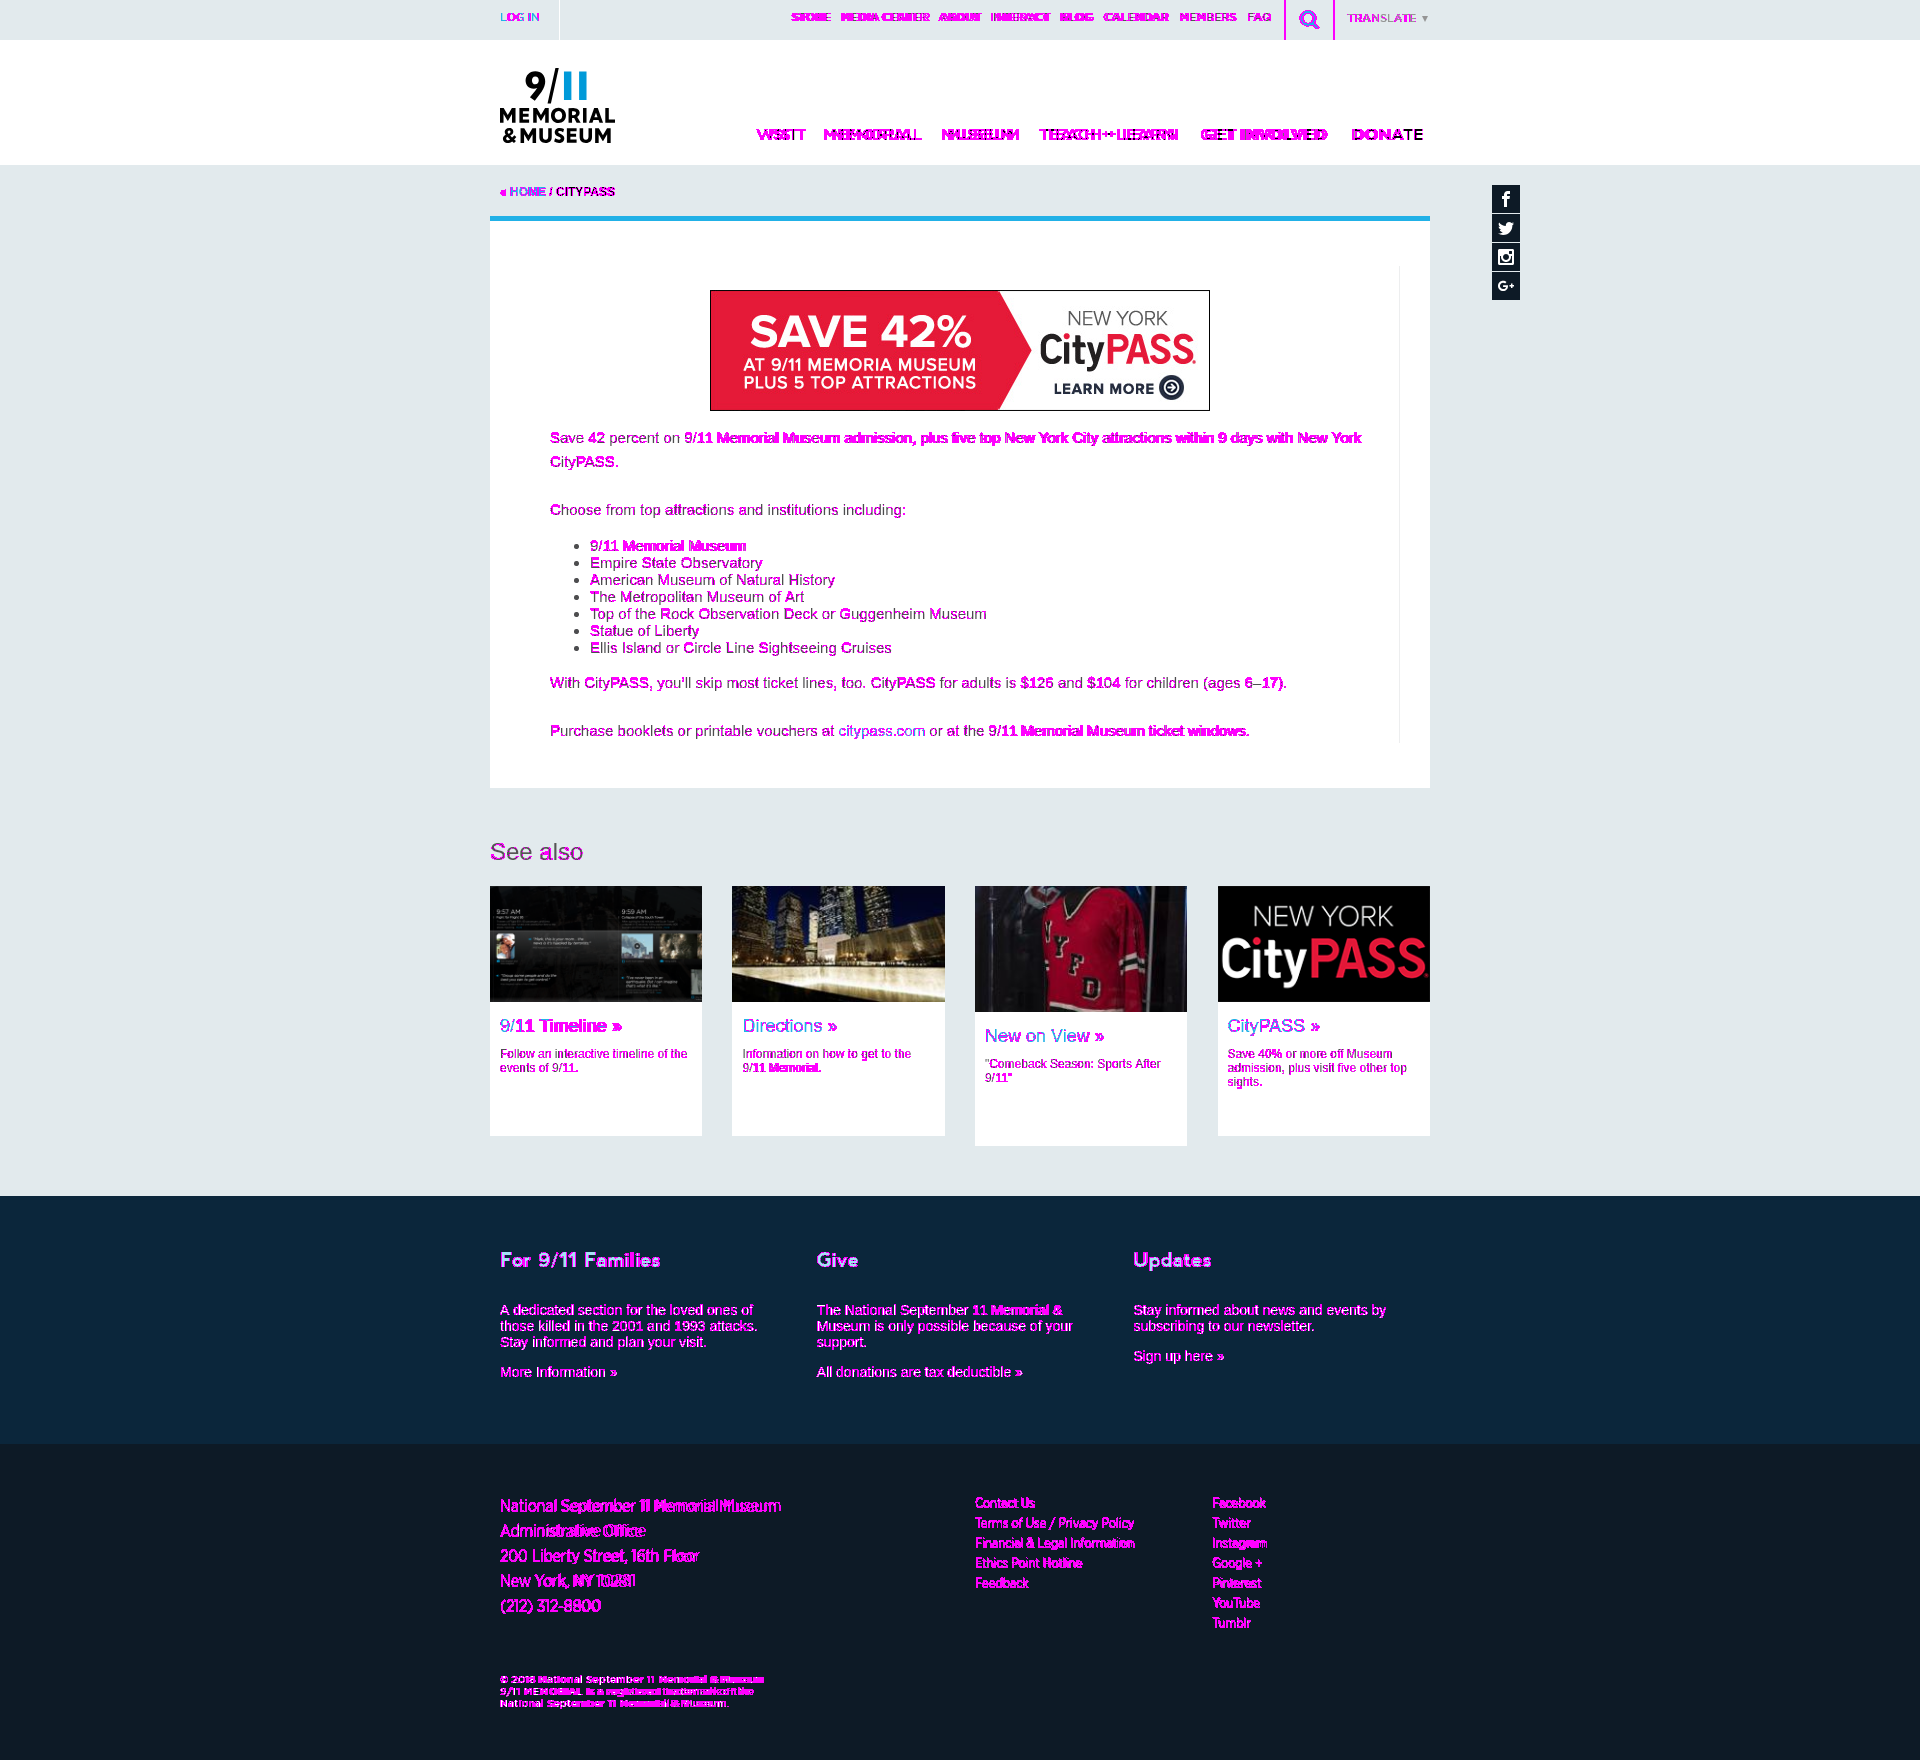 LOG IN
STORE MEDIA CENTER ABOUT INTERACT BLOG CALENDAR MEMBERS FAQ
TRANSLATE ▼
9/11
MEMORIAL
& MUSEUM
VISIT MEMORIAL MUSEUM TEACH + LEARN GET INVOLVED DONATE
« HOME / CITYPASS
SAVE 42%
AT 9/11 MEMORIA MUSEUM
PLUS 5 TOP ATTRACTIONS
NEW YORK
CityPASS.
LEARN MORE
Save 42 percent on 9/11 Memorial Museum admission, plus five top New York City attractions within 9 days with New York
CityPASS.
Choose from top attractions and institutions including:
• 9/11 Memorial Museum
• Empire State Observatory
• American Museum of Natural History
• The Metropolitan Museum of Art
• Top of the Rock Observation Deck or Guggenheim Museum
• Statue of Liberty
• Ellis Island or Circle Line Sightseeing Cruises
With CityPASS, you'll skip most ticket lines, too. CityPASS for adults is $126 and $104 for children (ages 6–17).
Purchase booklets or printable vouchers at citypass.com or at the 9/11 Memorial Museum ticket windows.
See also
9:57 AM
9:59 AM
NYFD
NEW YORK
CityPASS.
9/11 Timeline »
Follow an interactive timeline of the
events of 9/11.
Directions »
Information on how to get to the
9/11 Memorial.
New on View »
"Comeback Season: Sports After
9/11"
CityPASS »
Save 40% or more off Museum
admission, plus visit five other top
sights.
For 9/11 Families
A dedicated section for the loved ones of
those killed in the 2001 and 1993 attacks.
Stay informed and plan your visit.
More Information »
Give
The National September 11 Memorial &
Museum is only possible because of your
support.
All donations are tax deductible »
Updates
Stay informed about news and events by
subscribing to our newsletter.
Sign up here »
National September 11 Memorial Museum
Administrative Office
200 Liberty Street, 16th Floor
New York, NY 10281
(212) 312-8800
Contact Us
Terms of Use / Privacy Policy
Financial & Legal Information
Ethics Point Hotline
Feedback
Facebook
Twitter
Instagram
Google +
Pinterest
YouTube
Tumblr
© 2018 National September 11 Memorial & Museum
9/11 MEMORIAL is a registered trademark of the
National September 11 Memorial & Museum.